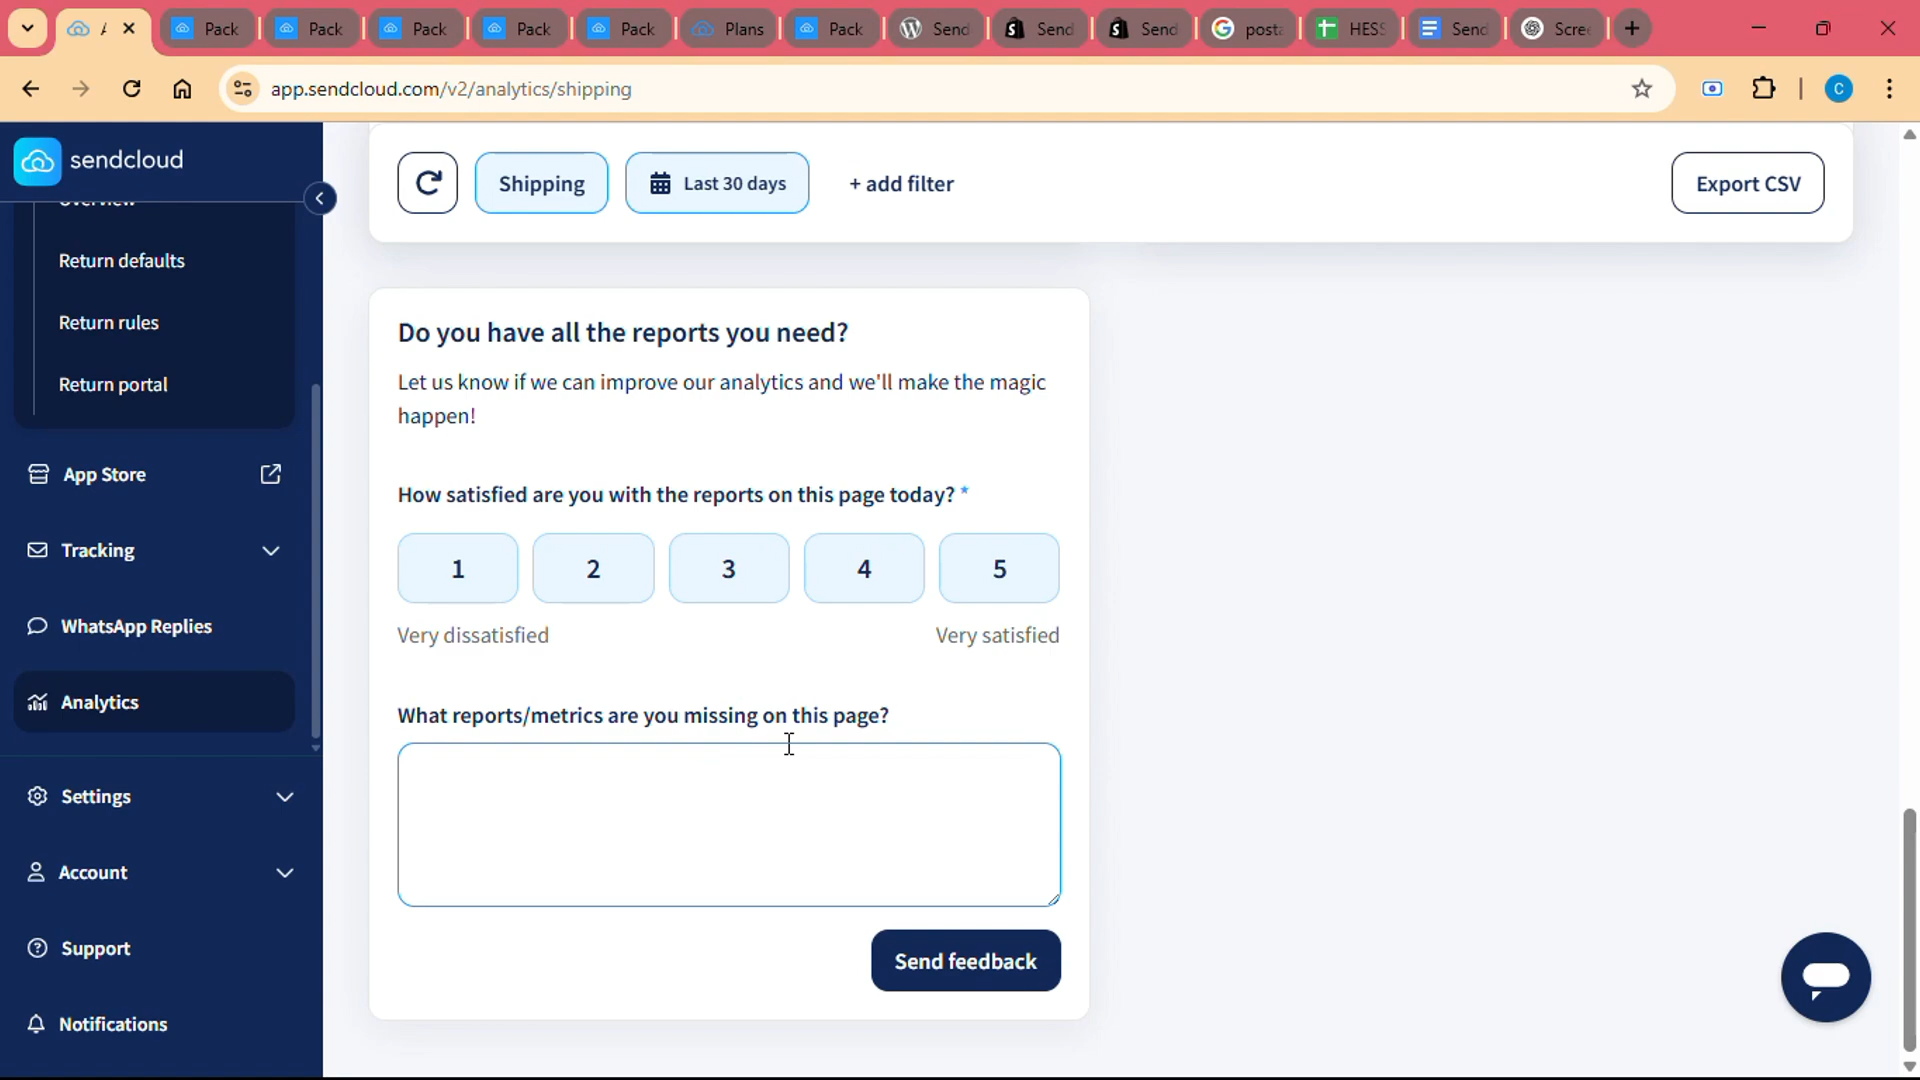 Pack
Pack
Pack
Pack
Pack
Plans
Pack
Send
Send
Send
posta
HESS
Send
Scree
app.sendcloud.com/v2/analytics/shipping
C
sendcloud
Overview
Return defaults
Return rules
Return portal
App Store
Tracking
WhatsApp Replies
Analytics
Settings
Account
Support
Notifications
Shipping
Last 30 days
+ add filter
Export CSV
Do you have all the reports you need?
Let us know if we can improve our analytics and we'll make the magic
happen!
How satisfied are you with the reports on this page today? *
1 2 3 4 5
Very dissatisfied Very satisfied
What reports/metrics are you missing on this page?
Send feedback